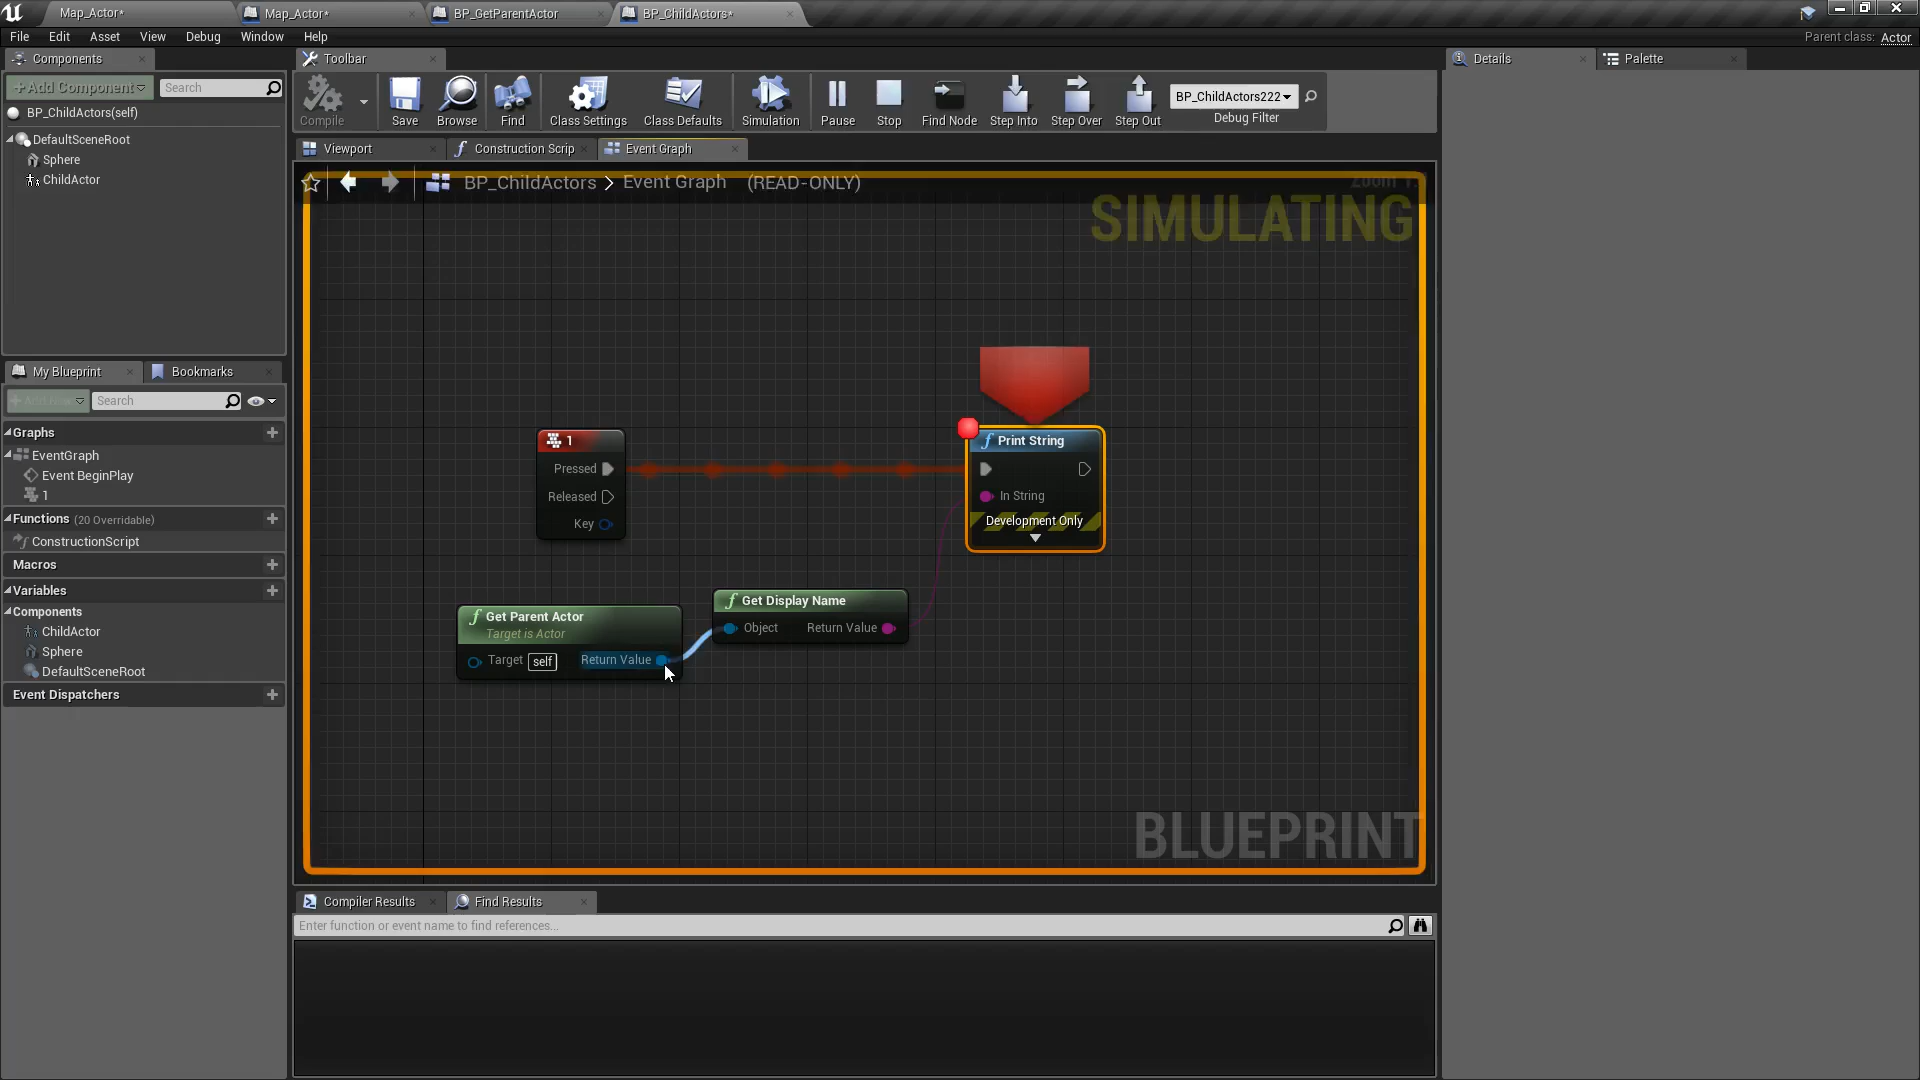 Map_Actor*
Map_Actor*
BP_GetParentActor
BP_ChildActors*
File
Edit
Asset
View
Debug
Window
Help
Parent class: Actor
Components
+Add Component
Search
BP_ChildActors(self)
DefaultSceneRoot
Sphere
ChildActor
Toolbar
Compile
Save
Browse
Find
Class Settings
Class Defaults
Simulation
Pause
Stop
Find Node
Step Into
Step Over
Step Out
BP_ChildActors222
Debug Filter
Details
Palette
Viewport
Construction Scrip
Event Graph
BP_ChildActors > Event Graph (READ-ONLY)
SIMULATING
1
Pressed
Released
Key
Print String
In String
Development Only
Get Parent Actor
Target is Actor
Target self
Return Value
Get Display Name
Object
Return Value
BLUEPRINT
My Blueprint
Bookmarks
Search
Graphs
EventGraph
Event BeginPlay
1
Functions (20 Overridable)
ConstructionScript
Macros
Variables
Components
ChildActor
Sphere
DefaultSceneRoot
Event Dispatchers
Compiler Results
Find Results
Enter function or event name to find references...